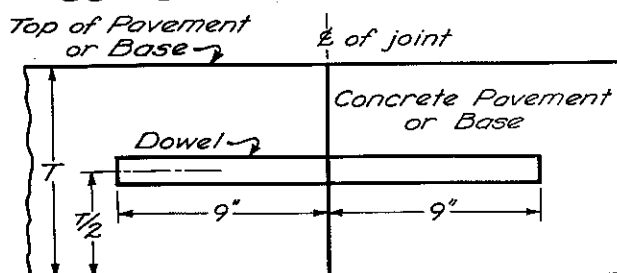 Top of Pavement
or Base
℄ of joint
Concrete Pavement
or Base
Dowel
T
T/2
9"
9"